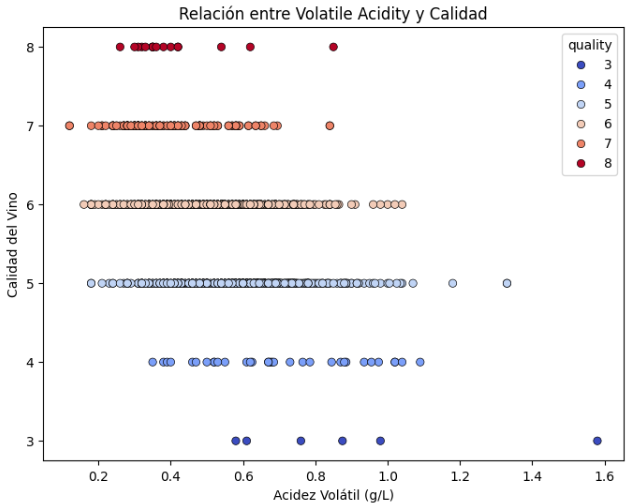 Relación entre Volatile Acidity y Calidad
quality
3
4
5
6
7
8
Calidad del Vino
8
7
6
5
4
3
0.2 0.4 0.6 0.8 1.0 1.2 1.4 1.6
Acidez Volátil (g/L)